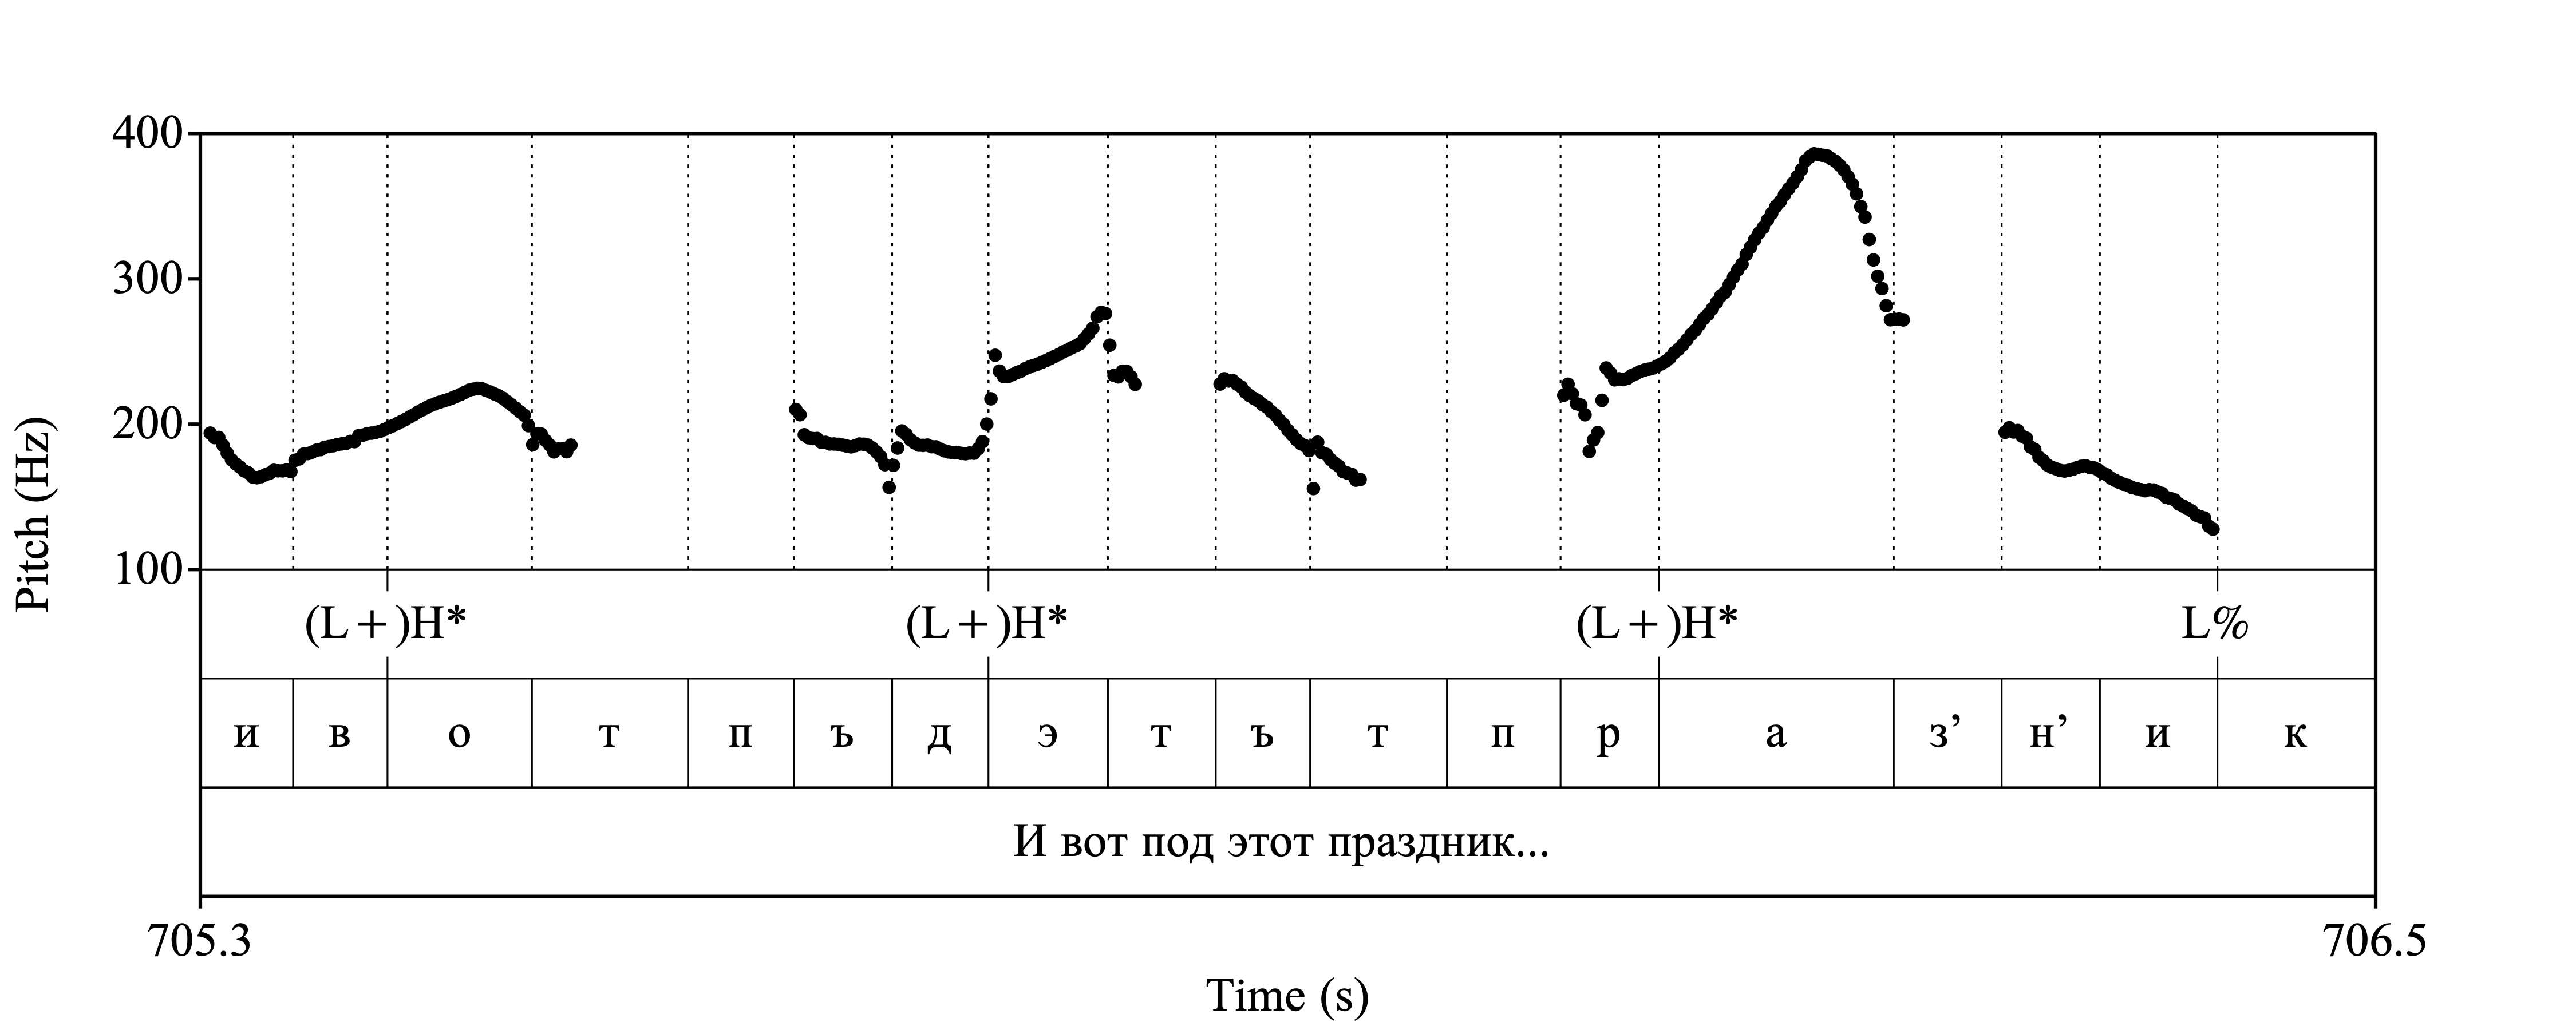 400
300
200
100
Pitch (Hz)
(L+)H* (L+)H* (L+)H* L%
и в о т п ъ д э т ъ т п р а з’ н’ и к
И вот под этот праздник...
705.3 706.5
Time (s)